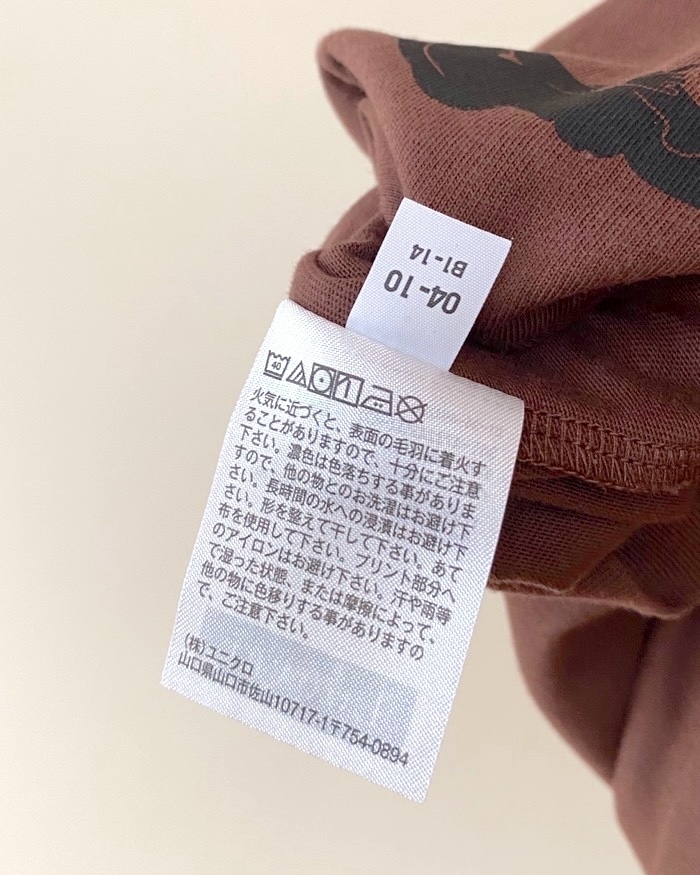 04-10
B1-14
40
火気に近づくと、表面の毛羽に着火す
ることがありますので、十分にご注意
下さい。濃色は色落ちする事がありま
すので、他の物とのお洗濯はお避け下
さい。長時間の水への浸漬はお避け下
さい。形を整えて干して下さい。あて
布を使用して下さい。プリント部分へ
のアイロンはお避け下さい。汗や雨等
で湿った状態、または摩擦によって、
他の物に色移りする事がありますの
で、ご注意下さい。
(株)ユニクロ
山口県山口市佐山10717-1〒754-0894